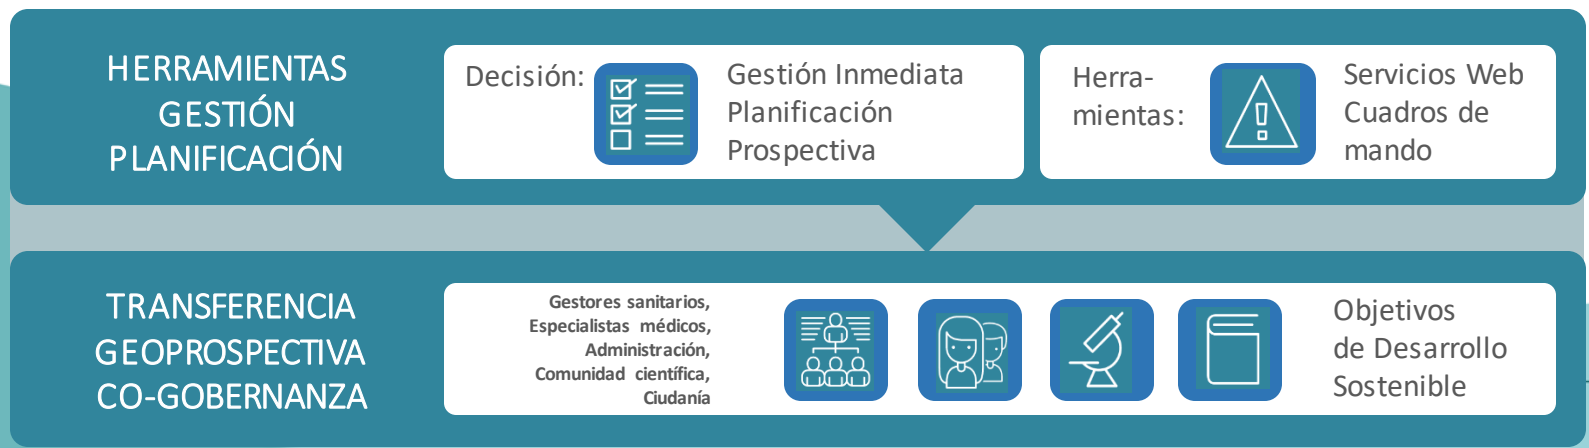 HERRAMIENTAS
GESTIÓN
PLANIFICACIÓN
Decisión:
Gestión Inmediata
Planificación
Prospectiva
Herra-
mientas:
Servicios Web
Cuadros de
mando
TRANSFERENCIA
GEOPROSPECTIVA
CO-GOBERNANZA
Gestores sanitarios,
Especialistas médicos,
Administración,
Comunidad científica,
Ciudanía
Objetivos
de Desarrollo
Sostenible